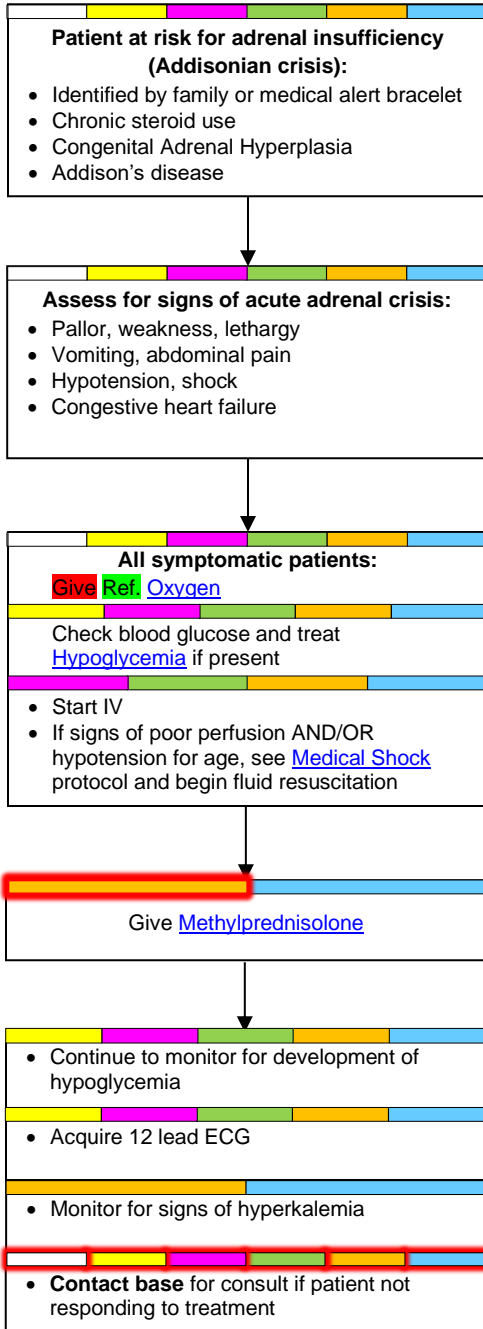 Patient at risk for adrenal insufficiency
(Addisonian crisis):
• Identified by family or medical alert bracelet
• Chronic steroid use
• Congenital Adrenal Hyperplasia
• Addison's disease
Assess for signs of acute adrenal crisis:
• Pallor, weakness, lethargy
• Vomiting, abdominal pain
• Hypotension, shock
• Congestive heart failure
All symptomatic patients:
Give Ref. Oxygen
Check blood glucose and treat
Hypoglycemia if present
• Start IV
• If signs of poor perfusion AND/OR
hypotension for age, see Medical Shock
protocol and begin fluid resuscitation
Give Methylprednisolone
• Continue to monitor for development of
hypoglycemia
• Acquire 12 lead ECG
• Monitor for signs of hyperkalemia
• Contact base for consult if patient not
responding to treatment